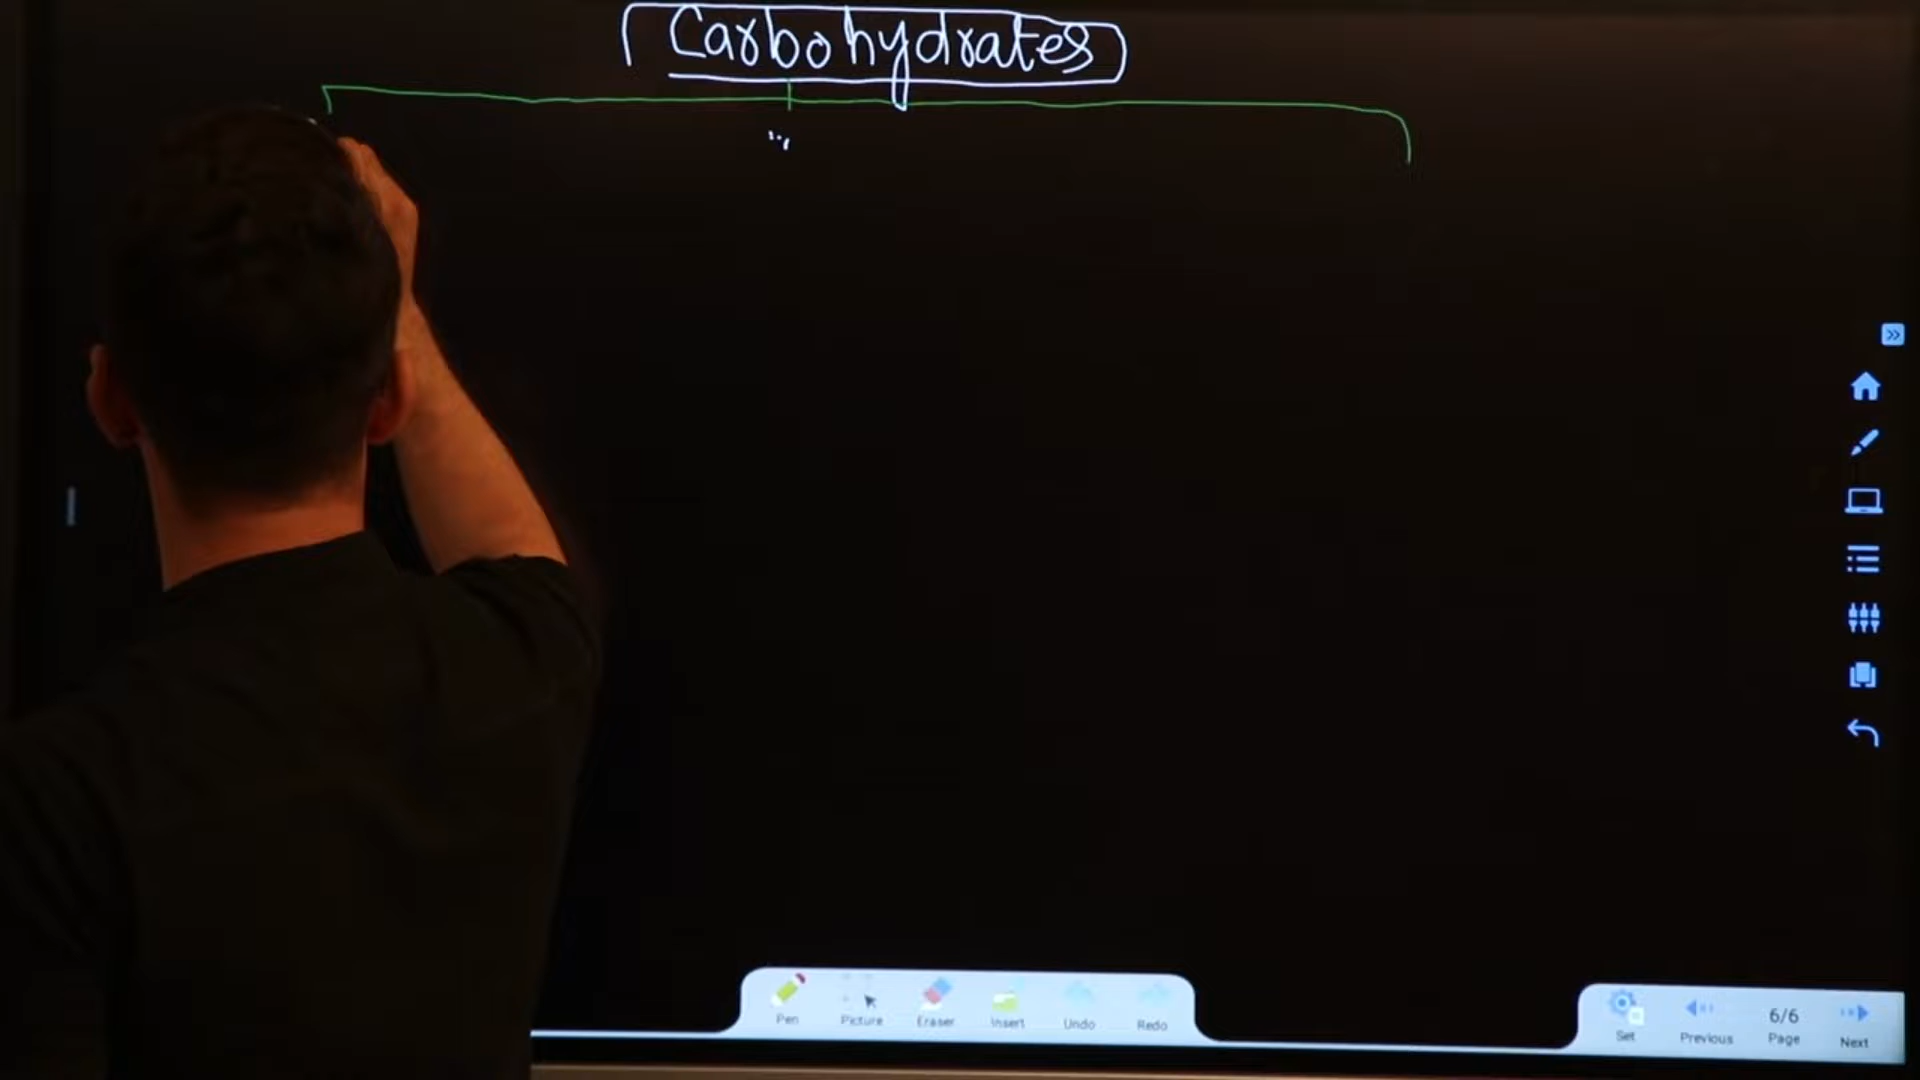 Carbohydrates
Pen Picture Eraser Insert Undo Redo
Set Previous 6/6 Page Next